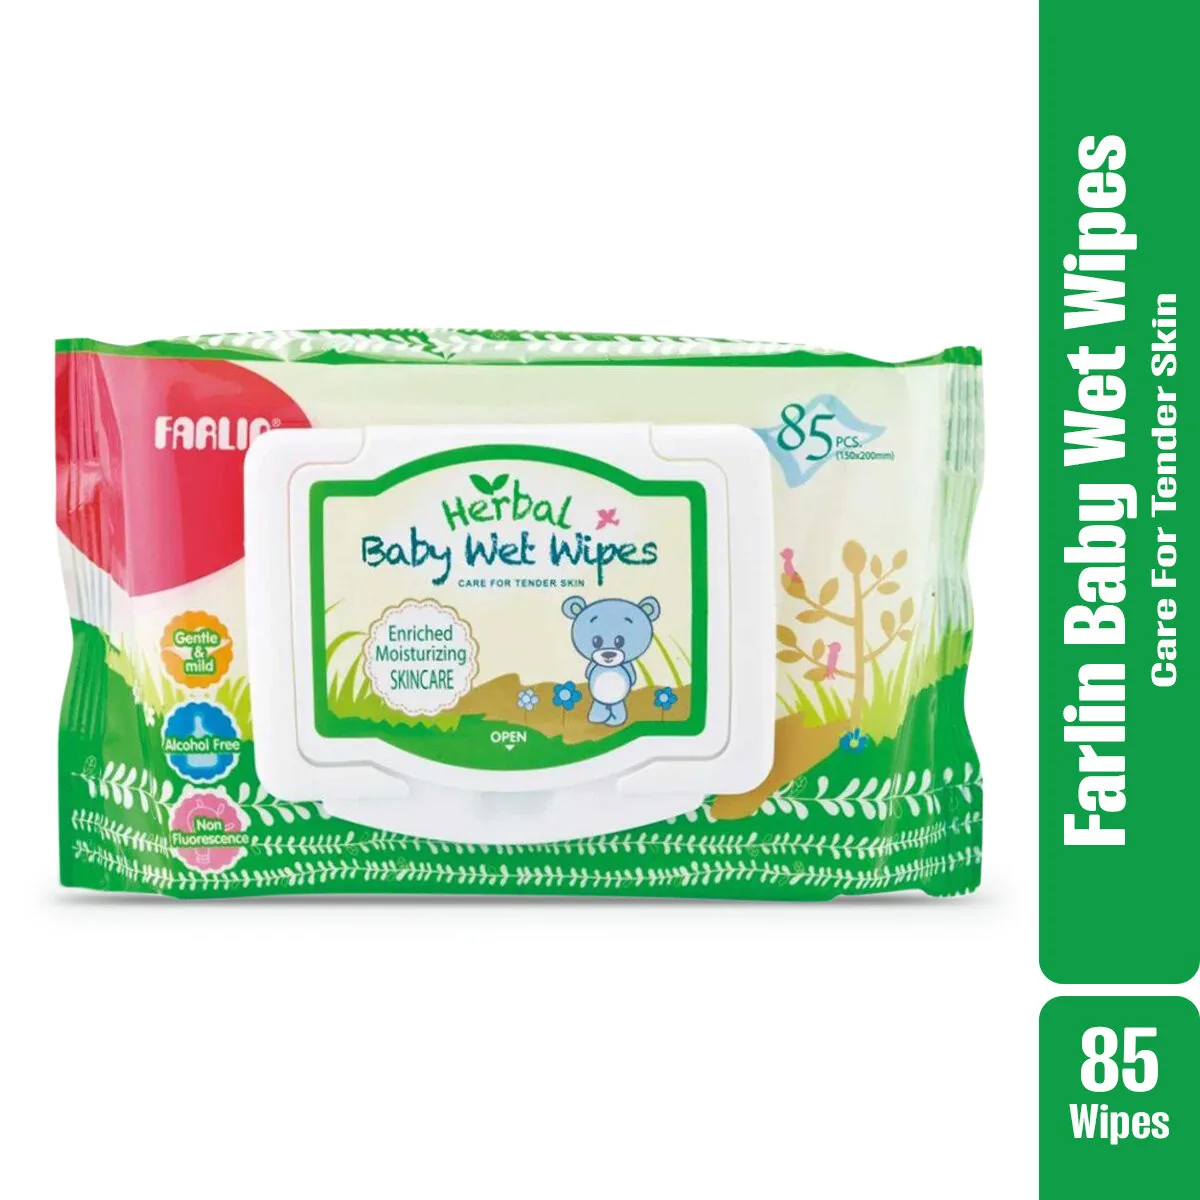 FARLIN®
85 PCS.
(150x200mm)
Herbal
Baby Wet Wipes
CARE FOR TENDER SKIN
Enriched
Moisturizing
SKINCARE
OPEN
Gentle
&
mild
Alcohol Free
Non
Fluorescence
Farlin Baby Wet Wipes
Care For Tender Skin
85
Wipes